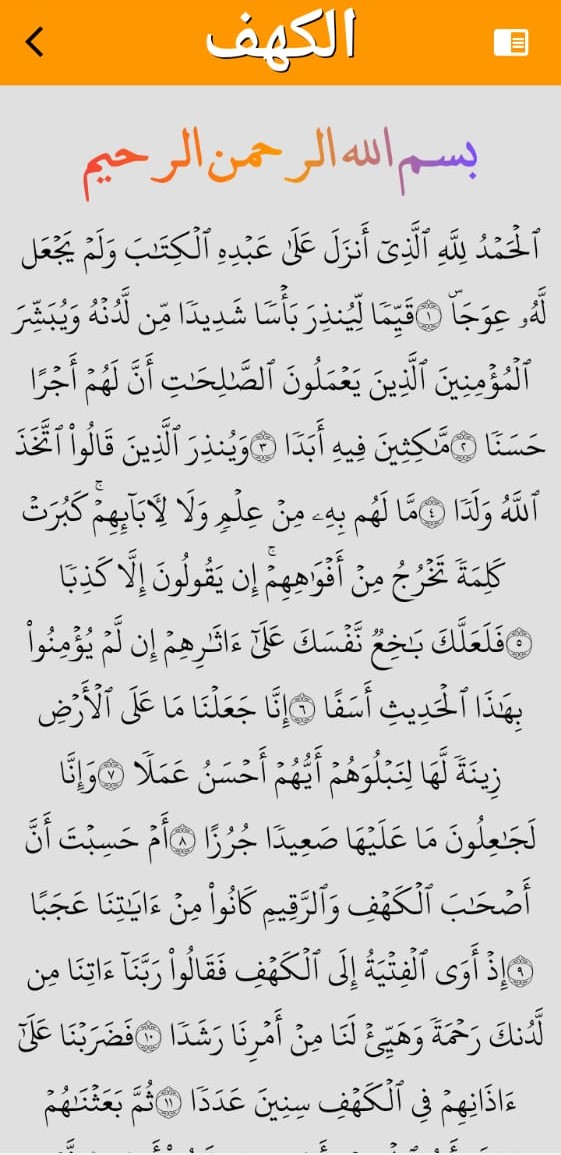 الكهف
بسم الله الرحمن الرحيم
ٱلۡحَمۡدُ لِلَّهِ ٱلَّذِيٓ أَنزَلَ عَلَىٰ عَبۡدِهِ ٱلۡكِتَٰبَ وَلَمۡ يَجۡعَل
لَّهُۥ عِوَجَاۜ ١ قَيِّمٗا لِّيُنذِرَ بَأۡسٗا شَدِيدٗا مِّن لَّدُنۡهُ وَيُبَشِّرَ
ٱلۡمُؤۡمِنِينَ ٱلَّذِينَ يَعۡمَلُونَ ٱلصَّٰلِحَٰتِ أَنَّ لَهُمۡ أَجۡرًا
حَسَنٗا ٢ مَّٰكِثِينَ فِيهِ أَبَدٗا ٣ وَيُنذِرَ ٱلَّذِينَ قَالُواْ ٱتَّخَذَ
ٱللَّهُ وَلَدٗا ٤ مَّا لَهُم بِهِۦ مِنۡ عِلۡمٖ وَلَا لِأٓبَآئِهِمۡۚ كَبُرَتۡ
كَلِمَةٗ تَخۡرُجُ مِنۡ أَفۡوَٰهِهِمۡۚ إِن يَقُولُونَ إِلَّا كَذِبٗا
٥ فَلَعَلَّكَ بَٰخِعٞ نَّفۡسَكَ عَلَىٰٓ ءَاثَٰرِهِمۡ إِن لَّمۡ يُؤۡمِنُواْ
بِهَٰذَا ٱلۡحَدِيثِ أَسَفًا ٦ إِنَّا جَعَلۡنَا مَا عَلَى ٱلۡأَرۡضِ
زِينَةٗ لَّهَا لِنَبۡلُوَهُمۡ أَيُّهُمۡ أَحۡسَنُ عَمَلٗا ٧ وَإِنَّا
لَجَٰعِلُونَ مَا عَلَيۡهَا صَعِيدٗا جُرُزًا ٨ أَمۡ حَسِبۡتَ أَنَّ
أَصۡحَٰبَ ٱلۡكَهۡفِ وَٱلرَّقِيمِ كَانُواْ مِنۡ ءَايَٰتِنَا عَجَبًا
٩ إِذۡ أَوَى ٱلۡفِتۡيَةُ إِلَى ٱلۡكَهۡفِ فَقَالُواْ رَبَّنَآ ءَاتِنَا مِن
لَّدُنكَ رَحۡمَةٗ وَهَيِّئۡ لَنَا مِنۡ أَمۡرِنَا رَشَدٗا ١٠ فَضَرَبۡنَا عَلَىٰٓ
ءَاذَانِهِمۡ فِي ٱلۡكَهۡفِ سِنِينَ عَدَدٗا ١١ ثُمَّ بَعَثۡنَٰهُمۡ